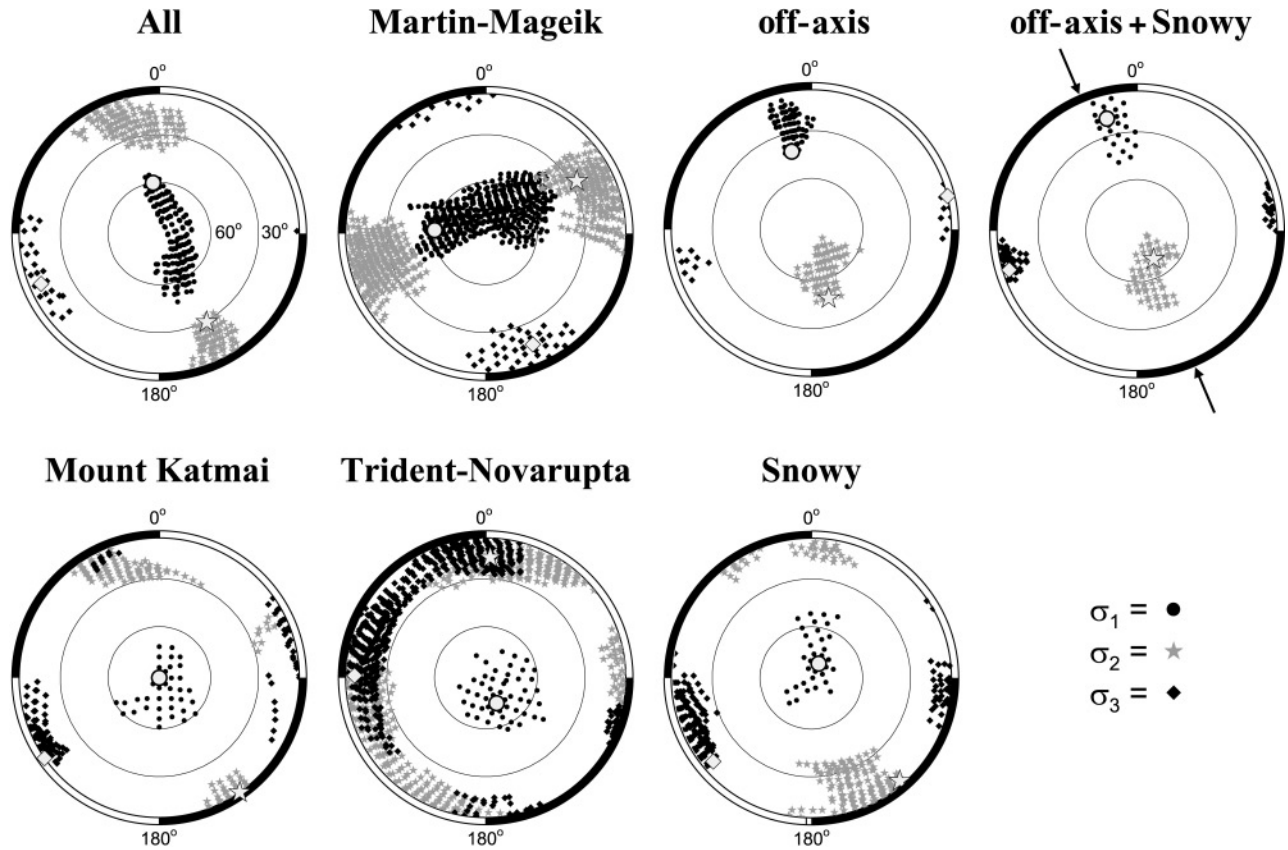 All
Martin-Mageik
off-axis
off-axis + Snowy
0°
0°
0°
0°
60°
30°
180°
180°
180°
180°
Mount Katmai
Trident-Novarupta
Snowy
0°
0°
0°
σ1 =
σ2 =
σ3 =
180°
180°
180°